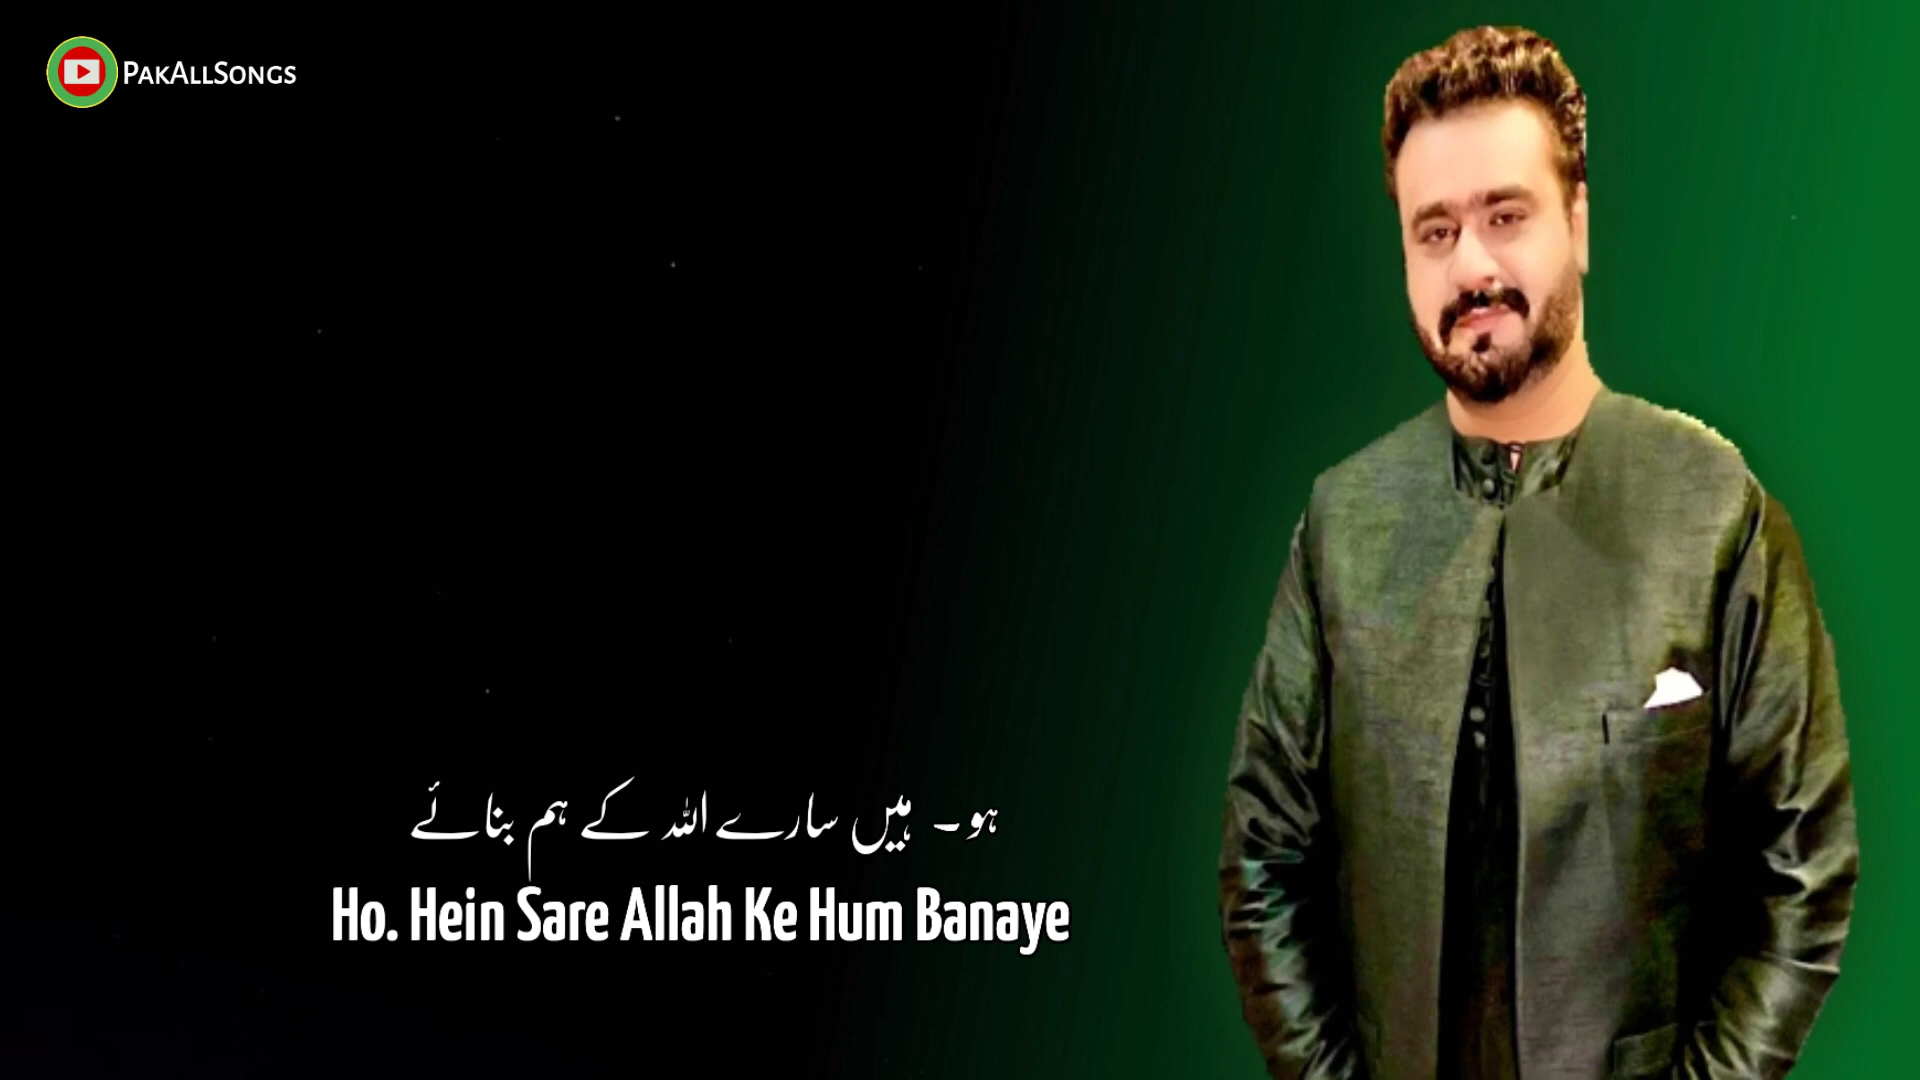 PakAllSongs
ہو۔ ہیں سارے اللہ کے ہم بنائے
Ho. Hein Sare Allah Ke Hum Banaye